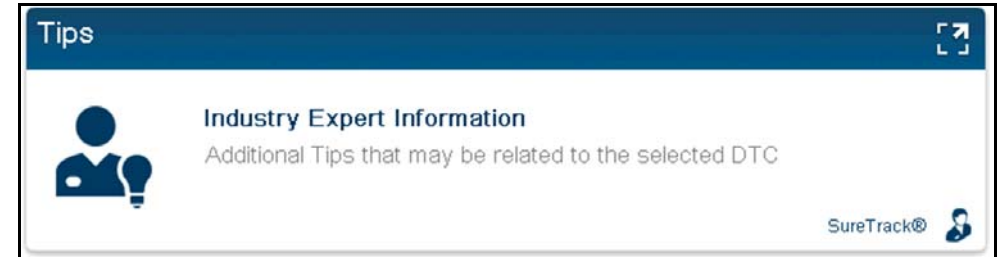 Tips
Industry Expert Information
Additional Tips that may be related to the selected DTC
SureTrack®